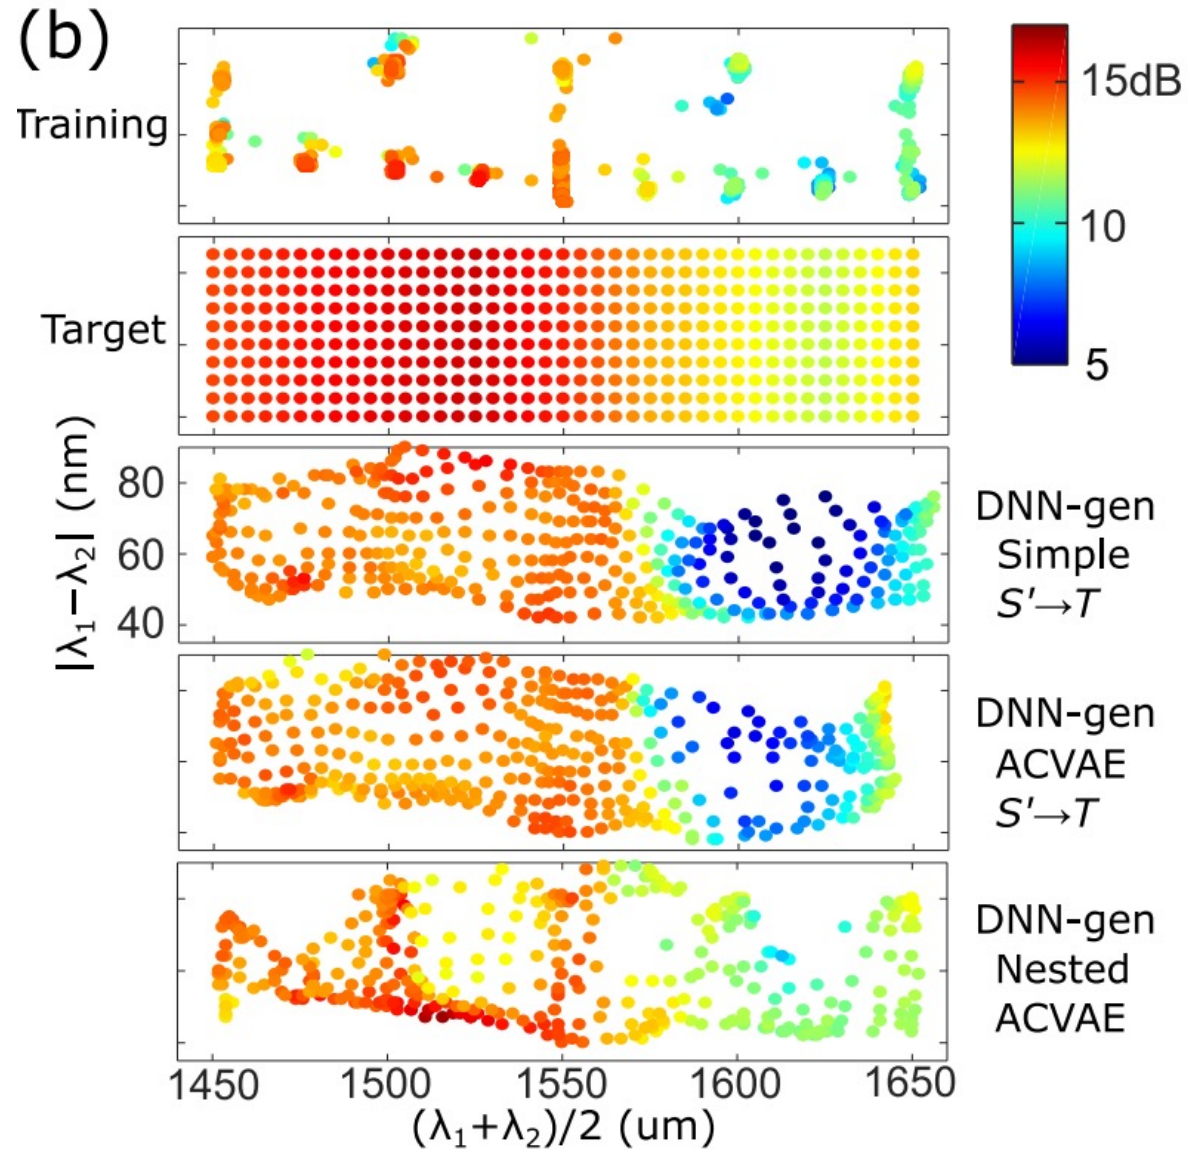 (b)
Training
15dB
10
5
Target
|λ₁−λ₂| (nm)
80
60
40
DNN-gen
Simple
S'→T
DNN-gen
ACVAE
S'→T
DNN-gen
Nested
ACVAE
1450 1500 1550 1600 1650
(λ₁+λ₂)/2 (um)